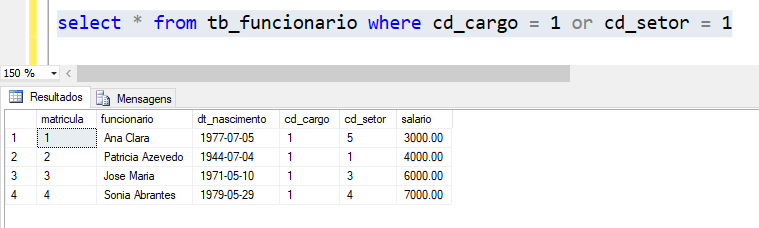 select * from tb_funcionario where cd_cargo = 1 or cd_setor = 1
150 %
Resultados Mensagens
matricula funcionario dt_nascimento cd_cargo cd_setor salario
1 1 Ana Clara 1977-07-05 1 5 3000.00
2 2 Patricia Azevedo 1944-07-04 1 1 4000.00
3 3 Jose Maria 1971-05-10 1 3 6000.00
4 4 Sonia Abrantes 1979-05-29 1 4 7000.00